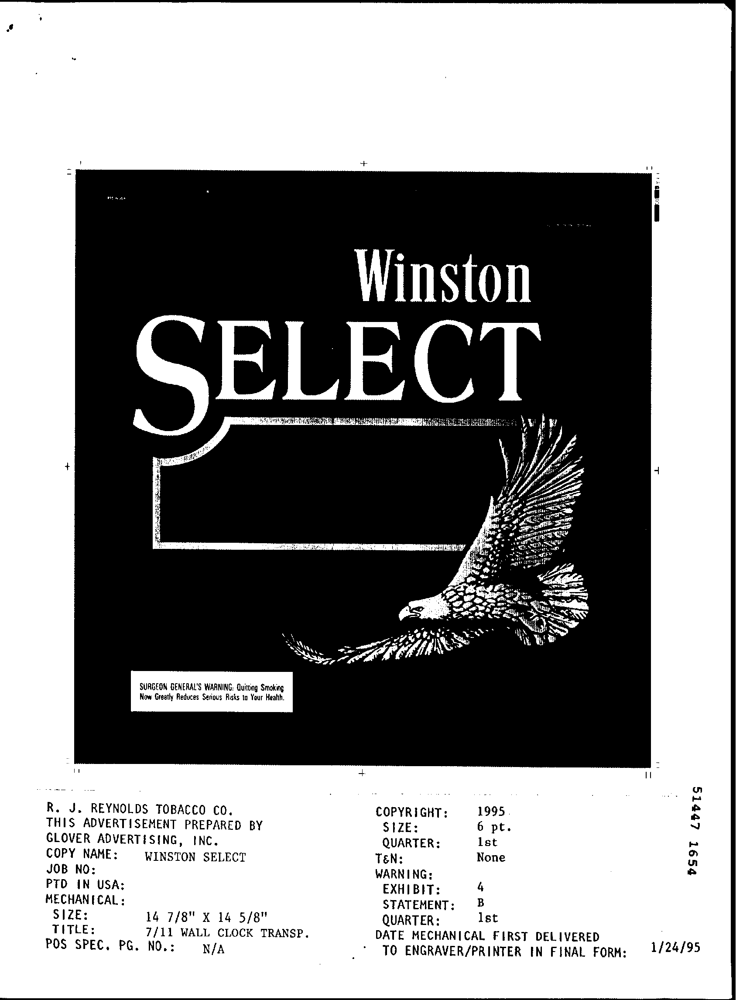 Winston
SELECT
SURGEON GENERAL'S WARNING: Quitting Smoking
Now Greatly Reduces Serious Risks to Your Health.
R. J. REYNOLDS TOBACCO CO.
THIS ADVERTISEMENT PREPARED BY
GLOVER ADVERTISING, INC.
COPY NAME: WINSTON SELECT
JOB NO:
PTD IN USA:
MECHANICAL:
SIZE: 14 7/8" X 14 5/8"
TITLE: 7/11 WALL CLOCK TRANSP.
POS SPEC. PG. NO.: N/A
COPYRIGHT: 1995
SIZE: 6 pt.
QUARTER: 1st
T&N: None
WARNING:
EXHIBIT: 4
STATEMENT: B
QUARTER: 1st
DATE MECHANICAL FIRST DELIVERED
TO ENGRAVER/PRINTER IN FINAL FORM: 1/24/95
51447 1654